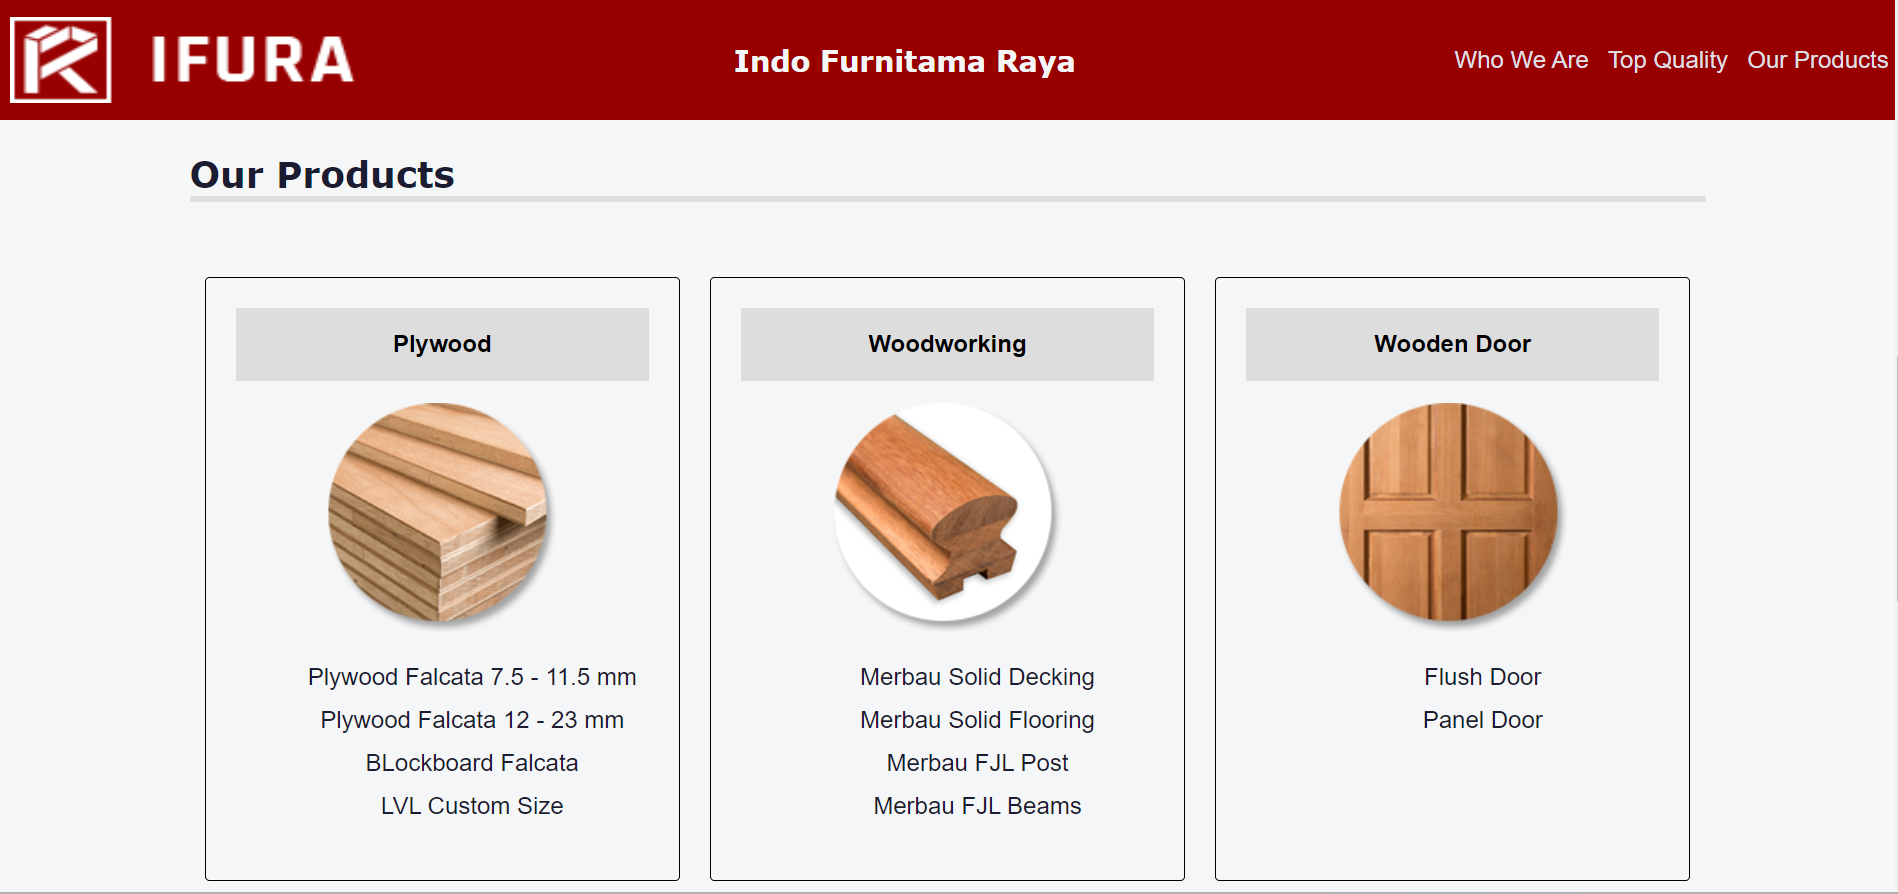 IFURA
Indo Furnitama Raya
Who We Are Top Quality Our Products
Our Products
Plywood
Plywood Falcata 7.5 - 11.5 mm
Plywood Falcata 12 - 23 mm
BLockboard Falcata
LVL Custom Size
Woodworking
Merbau Solid Decking
Merbau Solid Flooring
Merbau FJL Post
Merbau FJL Beams
Wooden Door
Flush Door
Panel Door